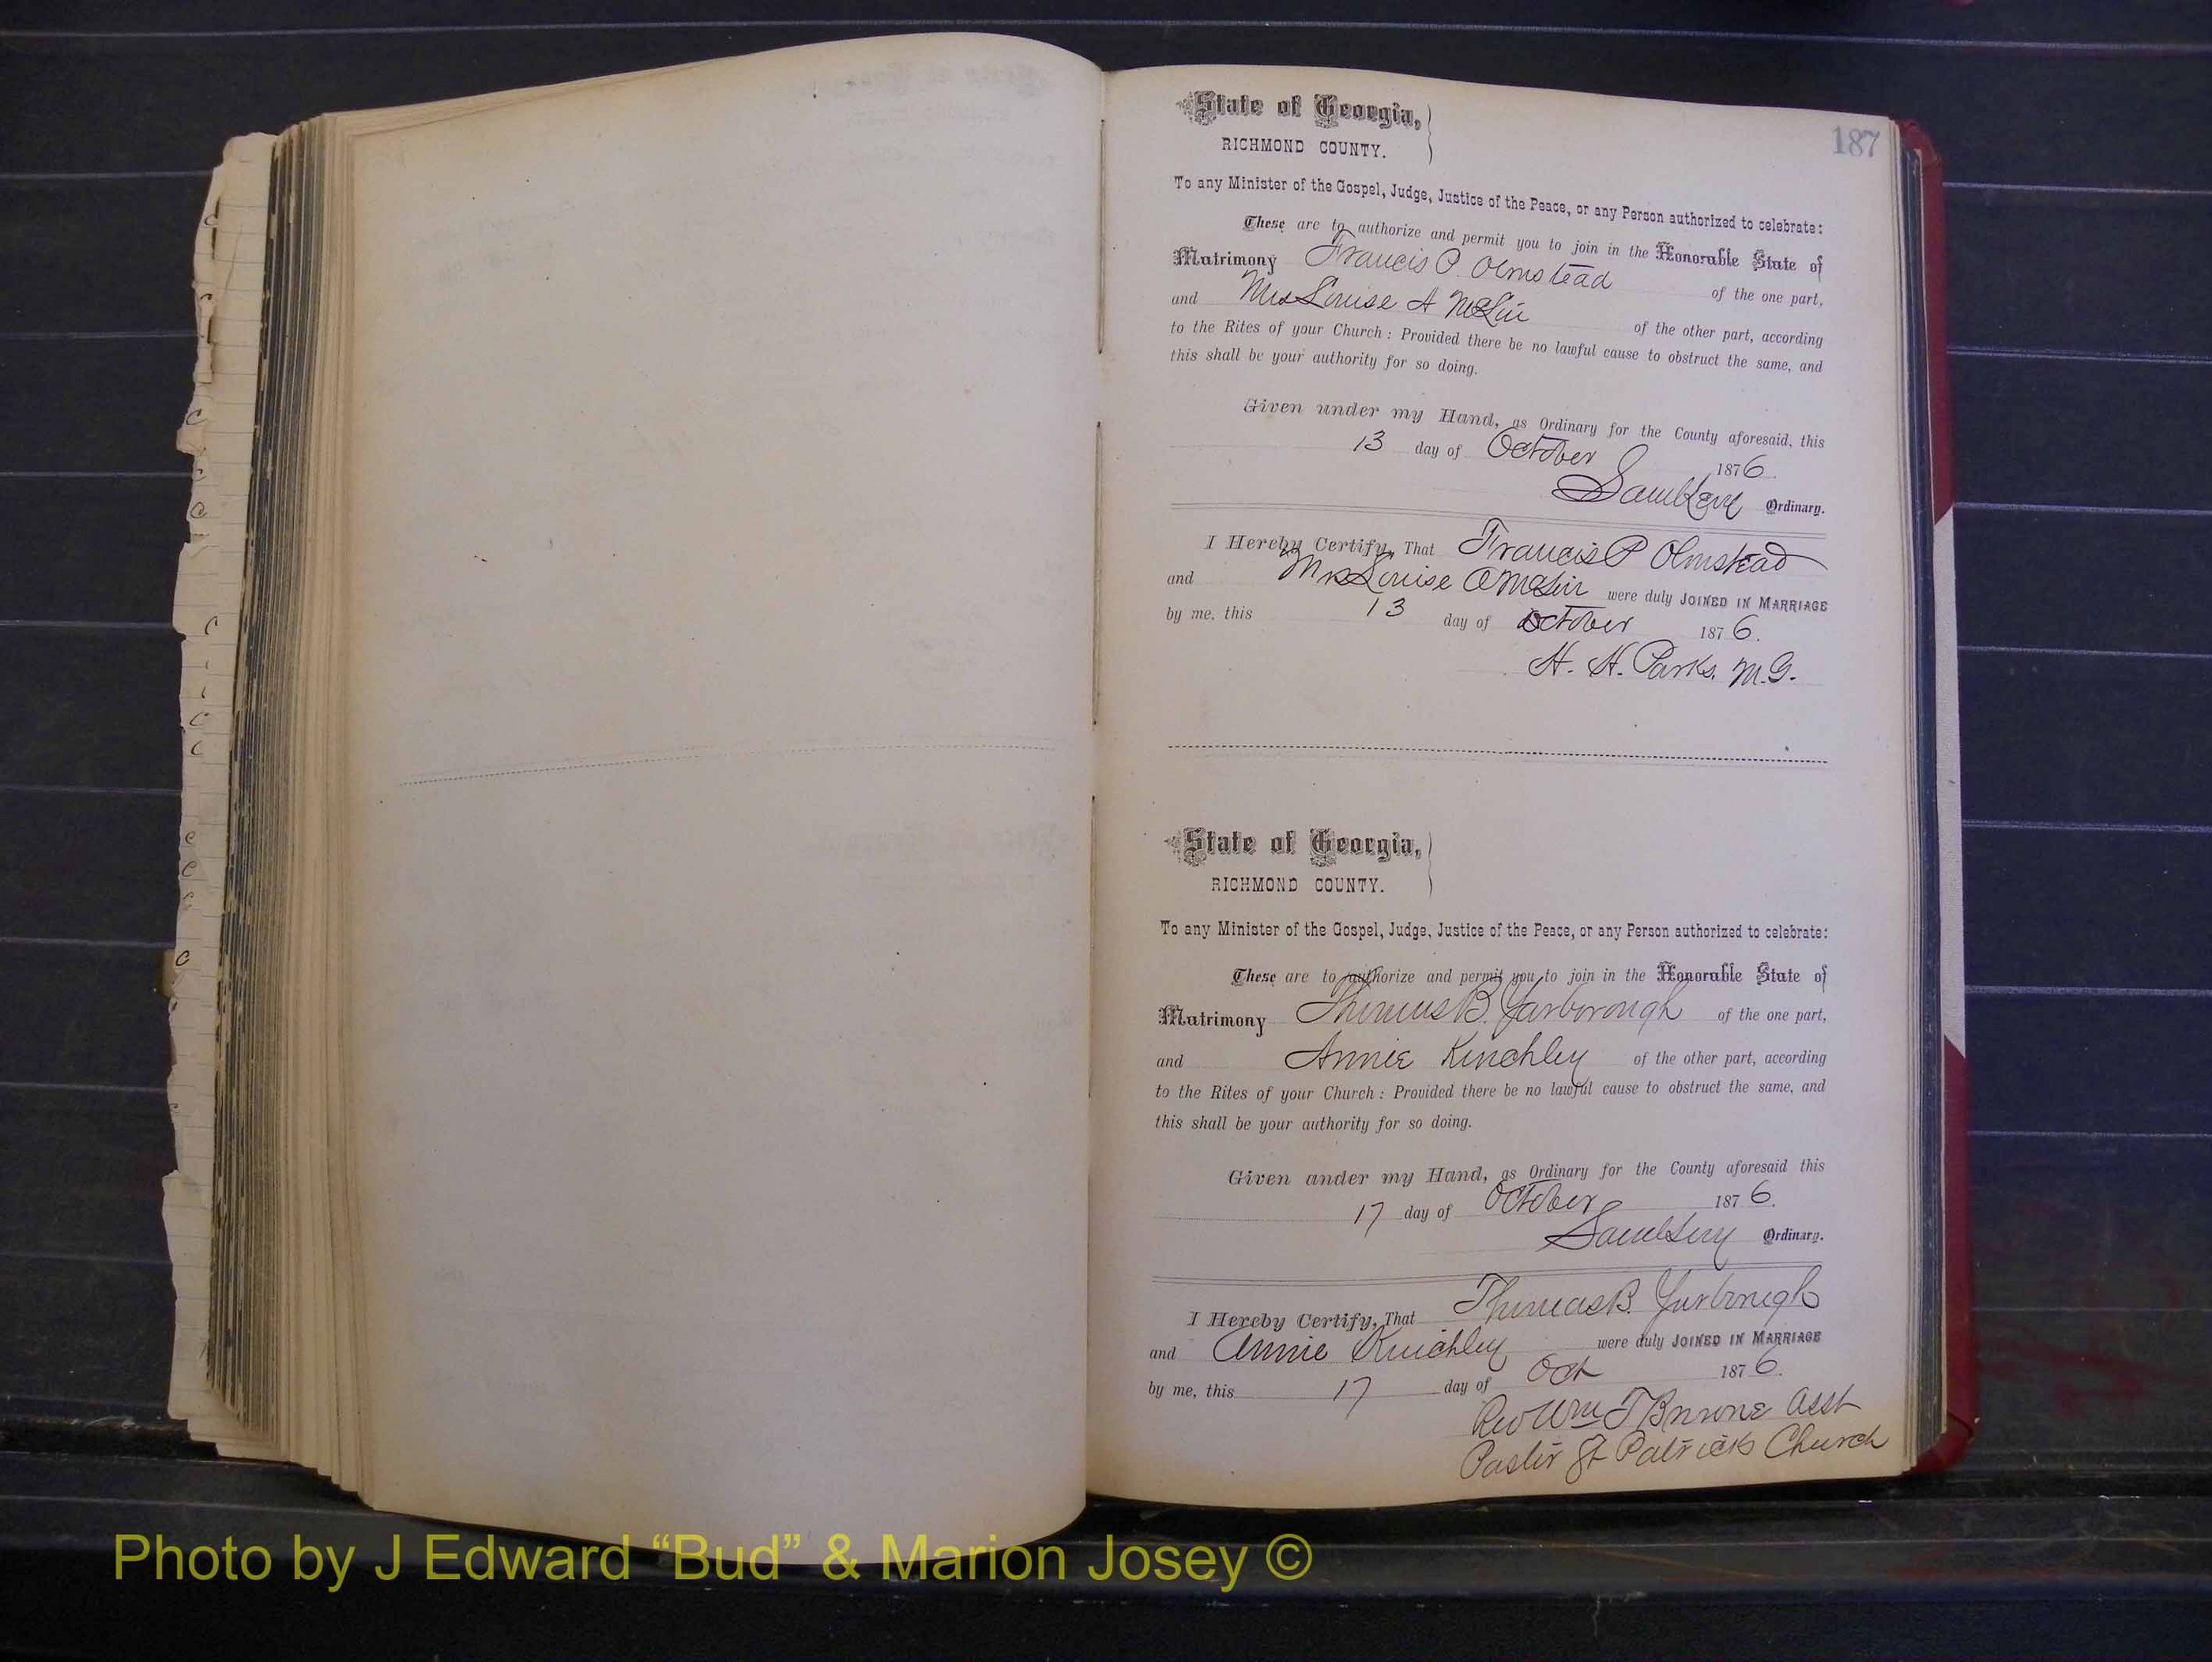 187
State of Georgia,
RICHMOND COUNTY.
To any Minister of the Gospel, Judge, Justice of the Peace, or any Person authorized to celebrate:
These are to authorize and permit you to join in the Honorable State of
Matrimony Francis P. Olmstead of the one part,
and Mrs Louise A of the other part, according
to the Rites of your Church: Provided there be no lawful cause to obstruct the same, and
this shall be your authority for so doing.
Given under my Hand, as Ordinary for the County aforesaid, this
13 day of October 1876.
Saml Levy Ordinary.
I Hereby Certify, That Francis P Olmstead
and Mrs Louise A were duly JOINED IN MARRIAGE
by me, this 13 day of October 1876.
H. H. Parks. M.G.
State of Georgia,
RICHMOND COUNTY.
To any Minister of the Gospel, Judge, Justice of the Peace, or any Person authorized to celebrate:
These are to authorize and permit you to join in the Honorable State of
Matrimony Thomas B. Yarborough of the one part,
and Annie Kinchley of the other part, according
to the Rites of your Church: Provided there be no lawful cause to obstruct the same, and
this shall be your authority for so doing.
Given under my Hand, as Ordinary for the County aforesaid this
17 day of October 1876.
Saml Levy Ordinary.
I Hereby Certify, That Thomas B. Yarborough
and Annie Kinchley were duly JOINED IN MARRIAGE
by me, this 17 day of Oct 1876.
Rev Wm J Browne Asst
Pastor St Patricks Church
Photo by J Edward “Bud” & Marion Josey ©